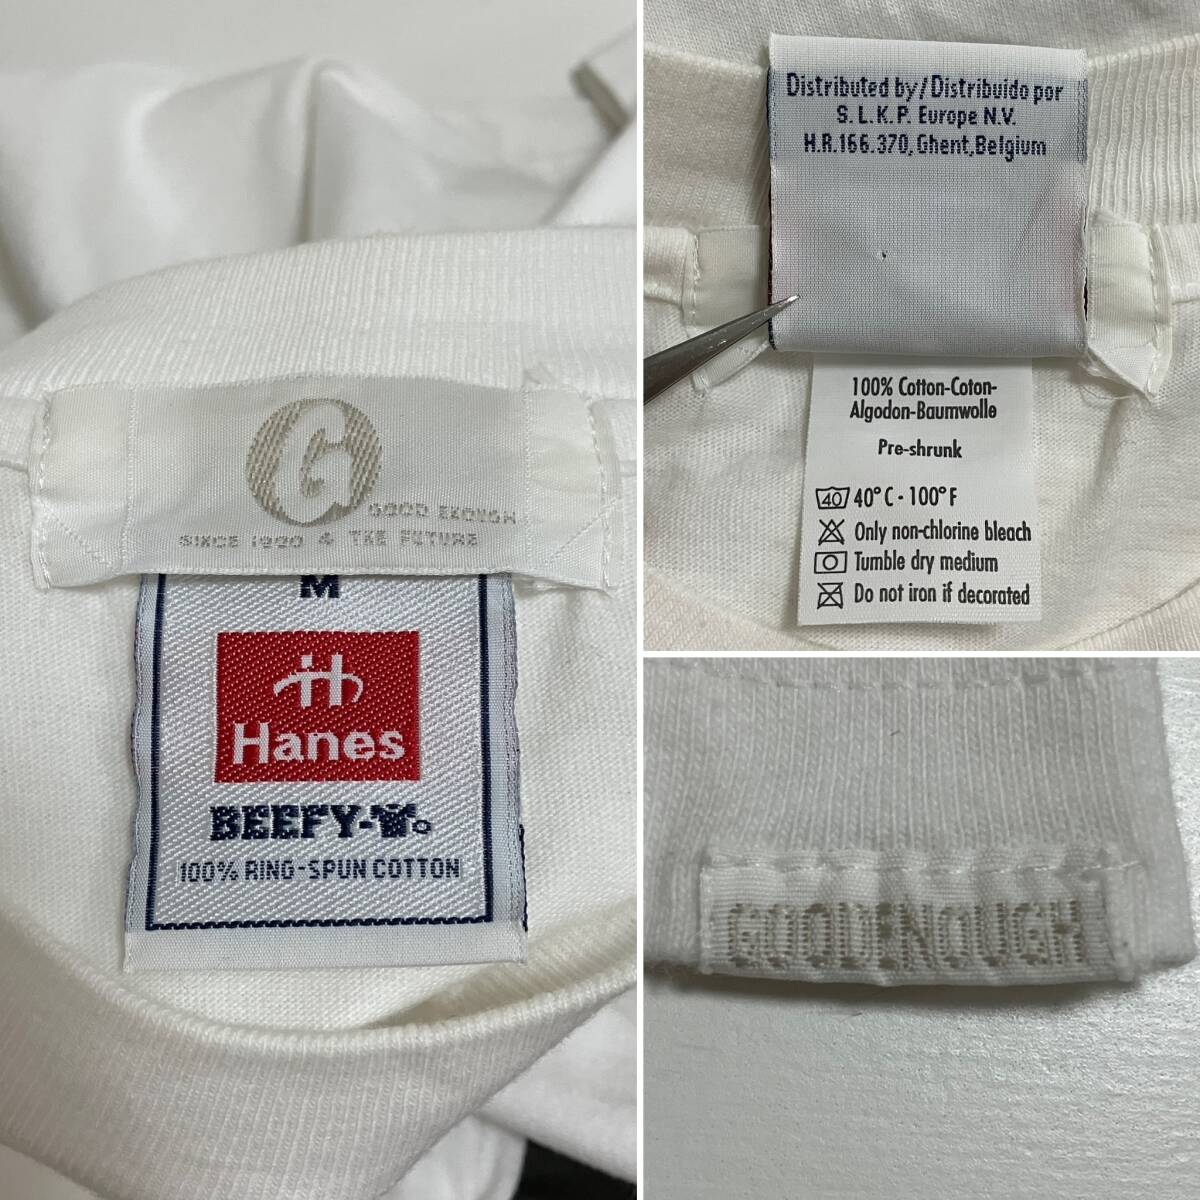 GOOD ENOUGH
SINCE 1990 & THE FUTURE
M
Hanes
BEEFY-T®
100% RING-SPUN COTTON
Distributed by/Distribuido por
S.L.K.P. Europe N.V.
H.R.166.370, Ghent,Belgium
100% Cotton-Coton-
Algodon-Baumwolle
Pre-shrunk
40 40°C - 100°F
Only non-chlorine bleach
Tumble dry medium
Do not iron if decorated
GOODENOUGH